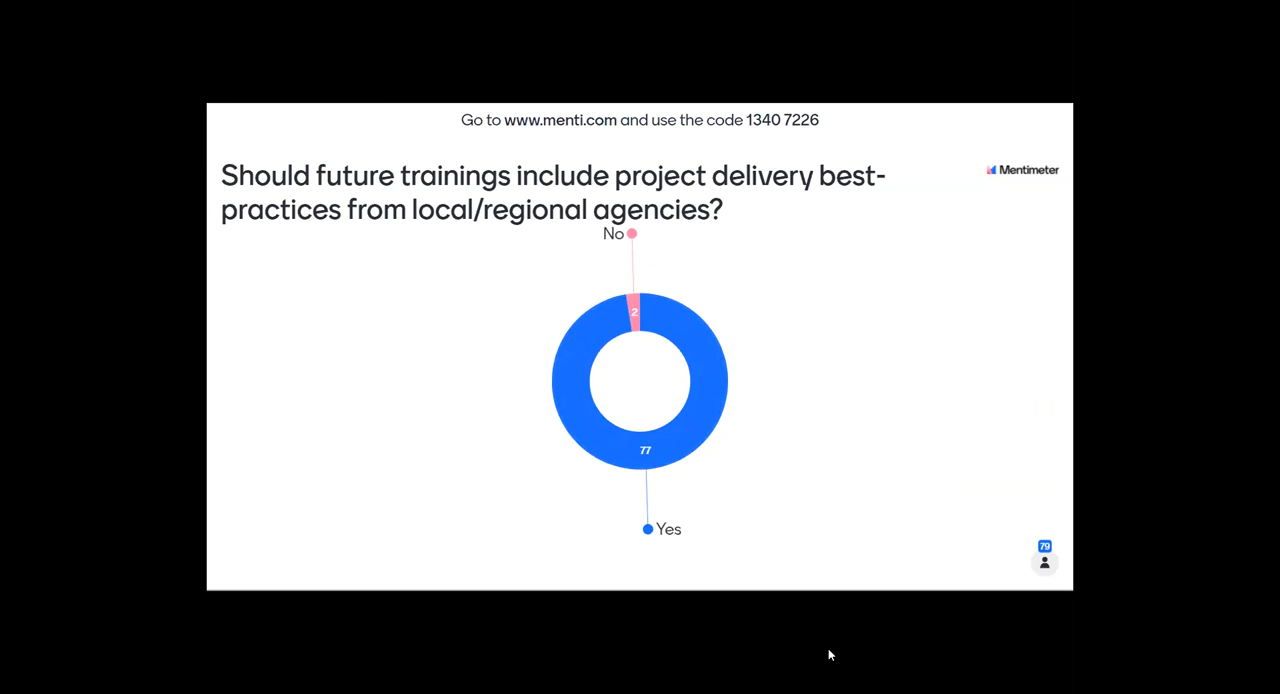 Go to www.menti.com and use the code 1340 7226
Should future trainings include project delivery best-
practices from local/regional agencies?
Mentimeter
No
2
77
Yes
79